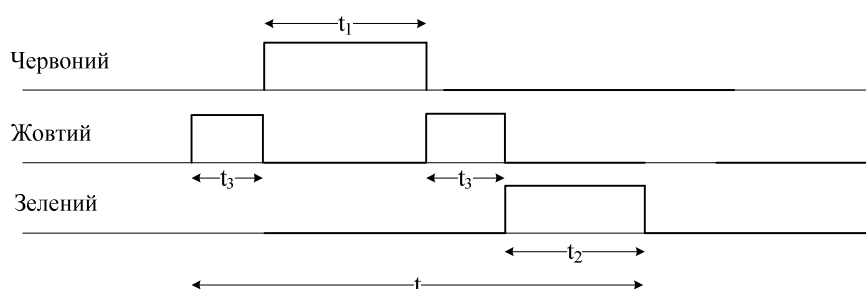 t₁
Червоний
Жовтий
t₃ t₃
Зелений
t₂
t